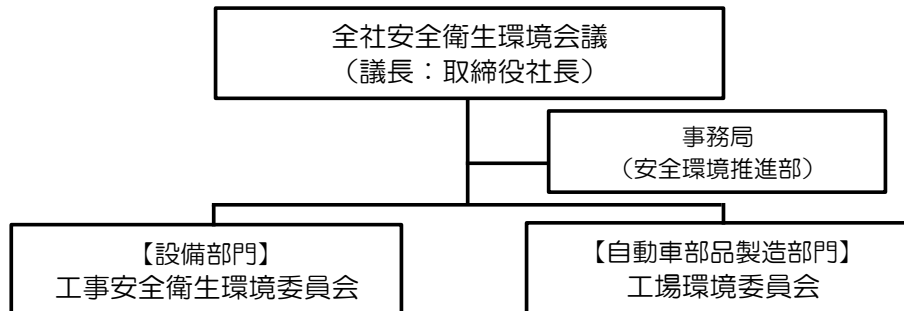 全社安全衛生環境会議
(議長：取締役社長)
事務局
(安全環境推進部)
【設備部門】
工事安全衛生環境委員会
【自動車部品製造部門】
工場環境委員会